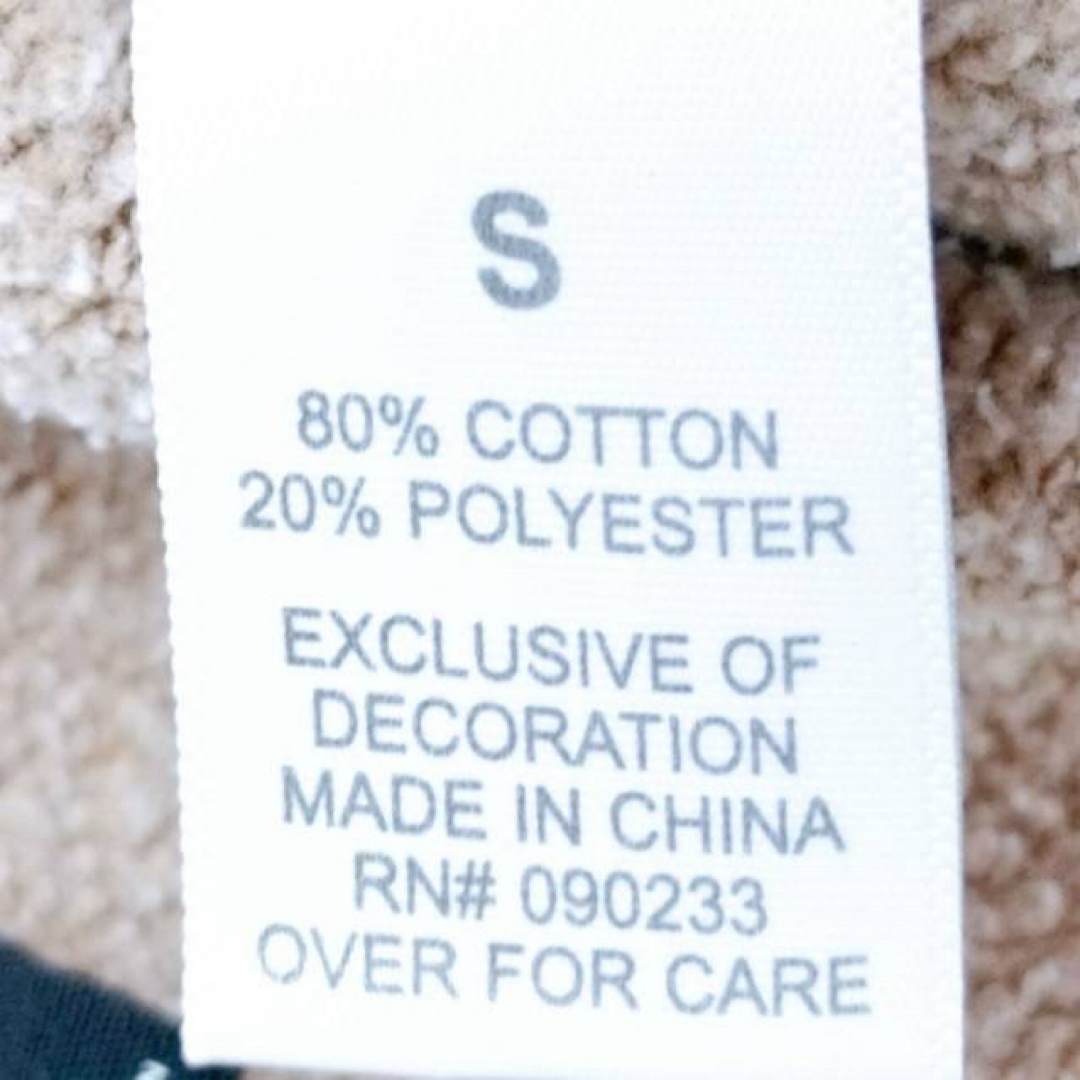 S
80% COTTON
20% POLYESTER
EXCLUSIVE OF
DECORATION
MADE IN CHINA
RN# 090233
OVER FOR CARE